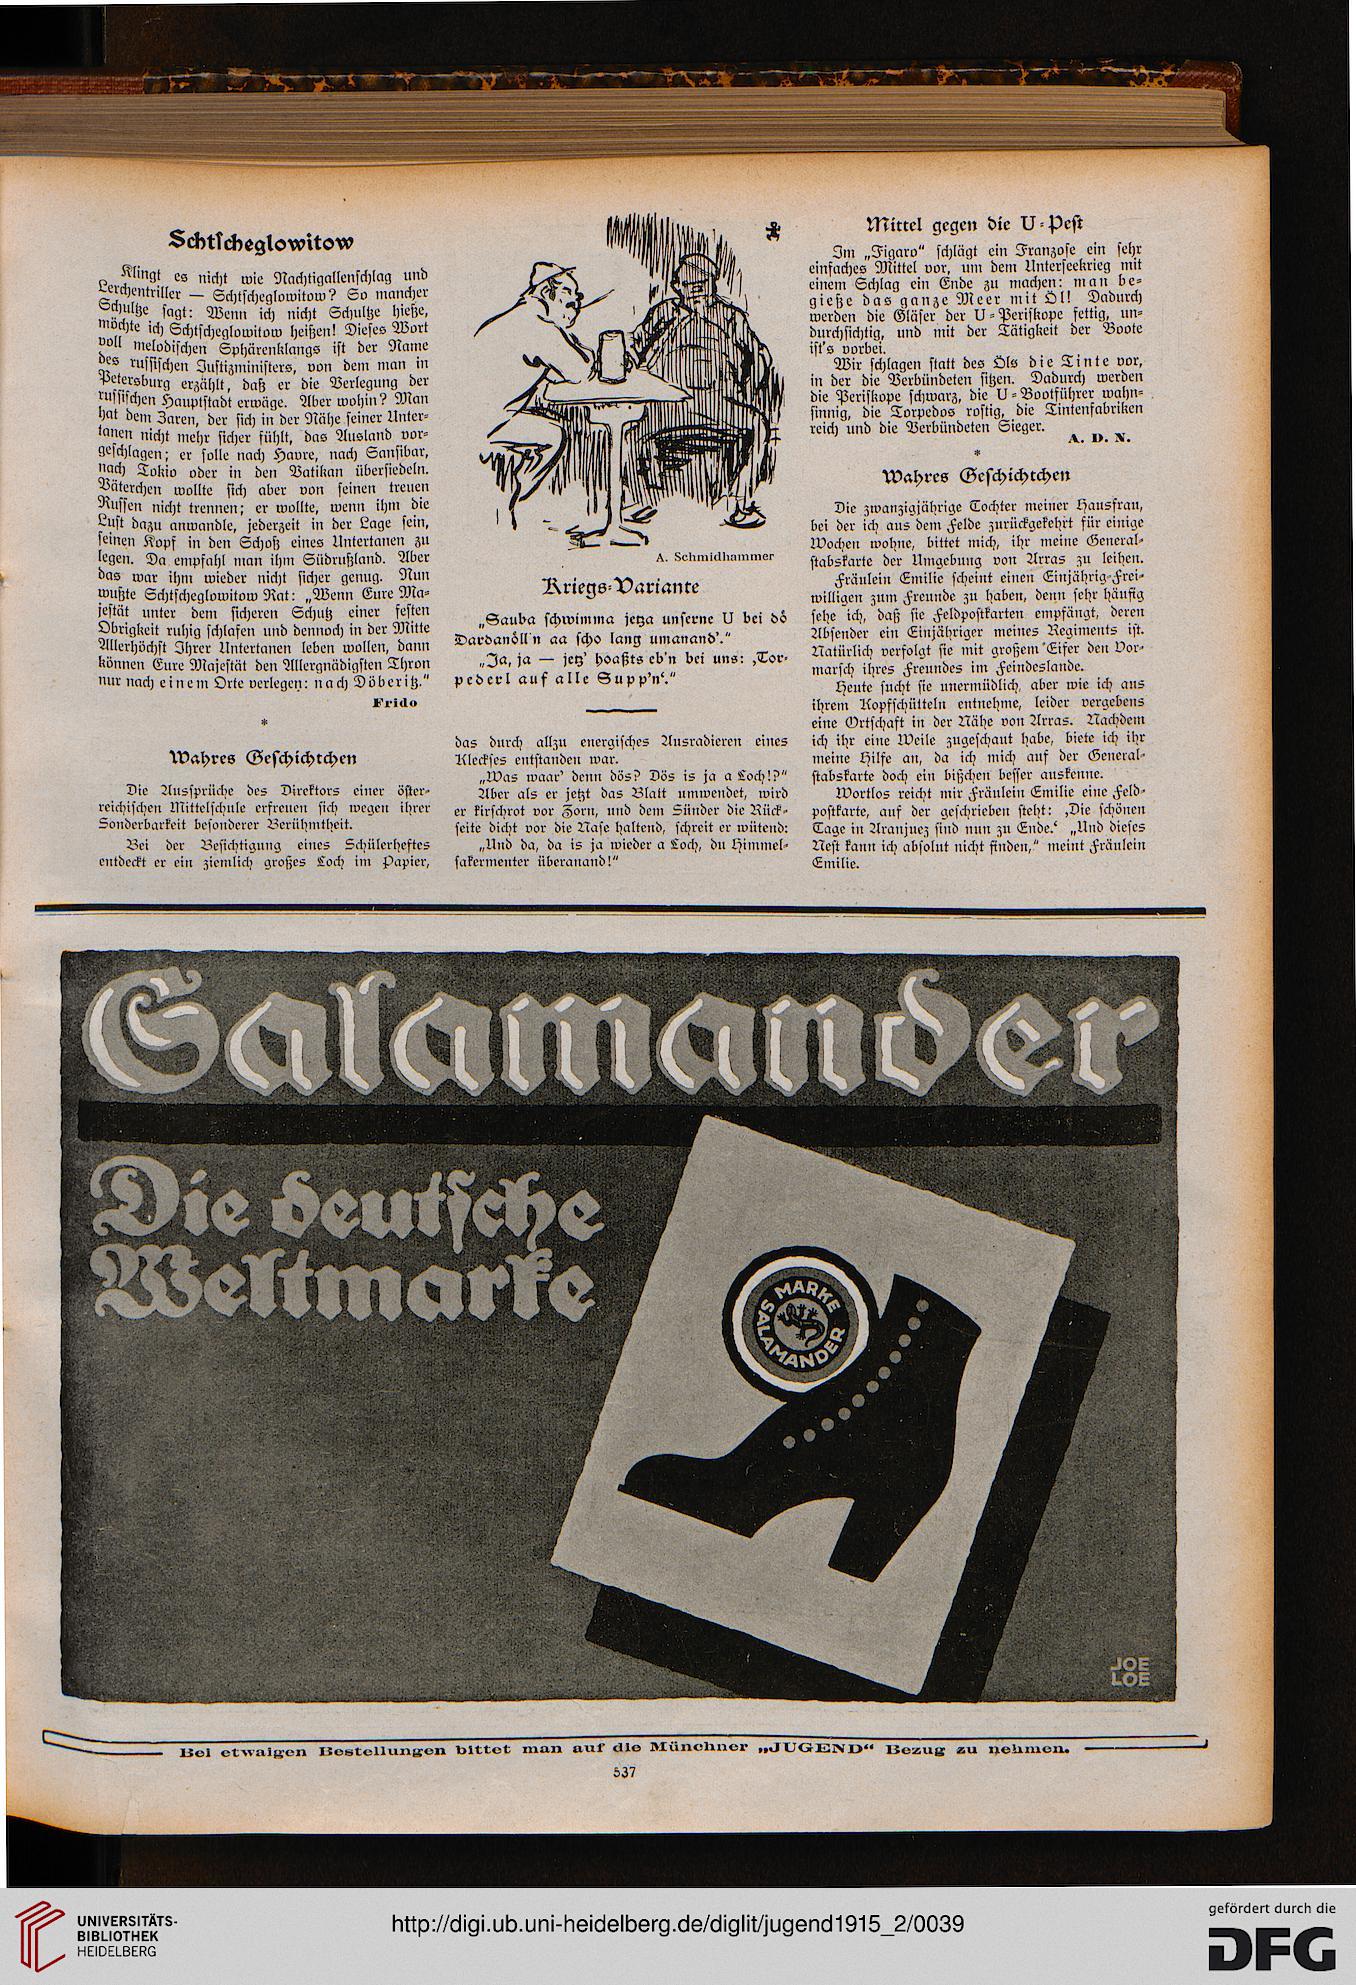 Schtscheglowitow
Klingt es nicht wie Nachtigallenschlag und
Lerchentriller — Schtscheglowitow? So mancher
Schultze sagt: Wenn ich nicht Schultze hieße,
möchte ich Schtscheglowitow heißen! Dieses Wort
voll melodischen Sphärenklangs ist der Name
des russischen Justizministers, von dem man in
Petersburg erzählt, daß er die Verlegung der
russischen Hauptstadt erwäge. Aber wohin? Man
hat dem Zaren, der sich in der Nähe seiner Unter-
tanen nicht mehr sicher fühlt, das Ausland vor-
geschlagen; er solle nach Havre, nach Sansibar,
nach Tokio oder in den Vatikan übersiedeln.
Väterchen wollte sich aber von seinen treuen
Russen nicht trennen; er wollte, wenn ihm die
Lust dazu anwandle, jederzeit in der Lage sein,
seinen Kopf in den Schoß eines Untertanen zu
legen. Da empfahl man ihm Südrußland. Aber
das war ihm wieder nicht sicher genug. Nun
wußte Schtscheglowitow Rat: „Wenn Eure Ma-
jestät unter dem sicheren Schutz einer festen
Obrigkeit ruhig schlafen und dennoch in der Mitte
Allerhöchst Ihrer Untertanen leben wollen, dann
können Eure Majestät den Allergnädigsten Thron
nur nach einem Orte verlegen: nach Döberitz."
Frido
*
Wahres Geschichtchen
Die Aussprüche des Direktors einer öster-
reichischen Mittelschule erfreuen sich wegen ihrer
Sonderbarkeit besonderer Berühmtheit.
Bei der Besichtigung eines Schülerheftes
entdeckt er ein ziemlich großes Loch im Papier,
A. Schmidhammer
Kriegs-Variante
„Sauba schwimma jetza unserne U bei dö
Dardanölln aa scho lang umanand'."
„Ja, ja — jetz' hoaßts eb'n bei uns: ‚Tor-
pederl auf alle Supp'n‘."
das durch allzu energisches Ausradieren eines
Kleckses entstanden war.
„Was waar' denn dös? Dös is ja a Loch!?"
Aber als er jetzt das Blatt umwendet, wird
er kirschrot vor Zorn, und dem Sünder die Rück-
seite dicht vor die Nase haltend, schreit er wütend:
„Und da, da is ja wieder a Loch, du Himmel-
sakermenter überanand!"
Mittel gegen die U-Pest
Im „Figaro" schlägt ein Franzose ein sehr
einfaches Mittel vor, um dem Unterseekrieg mit
einem Schlag ein Ende zu machen: man be-
gieße das ganze Meer mit Öl! Dadurch
werden die Gläser der U-Periskope fettig, un-
durchsichtig, und mit der Tätigkeit der Boote
ist's vorbei.
Wir schlagen statt des Öls die Tinte vor,
in der die Verbündeten sitzen. Dadurch werden
die Periskope schwarz, die U-Bootführer wahn-
sinnig, die Torpedos rostig, die Tintenfabriken
reich und die Verbündeten Sieger.
A. D. N.
*
Wahres Geschichtchen
Die zwanzigjährige Tochter meiner Hausfrau,
bei der ich aus dem Felde zurückgekehrt für einige
Wochen wohne, bittet mich, ihr meine General-
stabskarte der Umgebung von Arras zu leihen.
Fräulein Emilie scheint einen Einjährig-Frei-
willigen zum Freunde zu haben, denn sehr häufig
sehe ich, daß sie Feldpostkarten empfängt, deren
Absender ein Einjähriger meines Regiments ist.
Natürlich verfolgt sie mit großem Eifer den Vor-
marsch ihres Freundes im Feindeslande.
Heute sucht sie unermüdlich, aber wie ich aus
ihrem Kopfschütteln entnehme, leider vergebens
eine Ortschaft in der Nähe von Arras. Nachdem
ich ihr eine Weile zugeschaut habe, biete ich ihr
meine Hilfe an, da ich mich auf der General-
stabskarte doch ein bißchen besser auskenne.
Wortlos reicht mir Fräulein Emilie eine Feld-
postkarte, auf der geschrieben steht: ‚Die schönen
Tage in Aranjuez sind nun zu Ende.‘ „Und dieses
Nest kann ich absolut nicht finden," meint Fräulein
Emilie.
Salamander
Die deutsche
Weltmarke
MARKE
SALAMANDER
JOE
LOE
Bei etwaigen Bestellungen bittet man auf die Münchner „JUGEND" Bezug zu nehmen.
537
UNIVERSITÄTS-
BIBLIOTHEK
HEIDELBERG
http://digi.ub.uni-heidelberg.de/diglit/jugend1915_2/0039
gefördert durch die
DFG